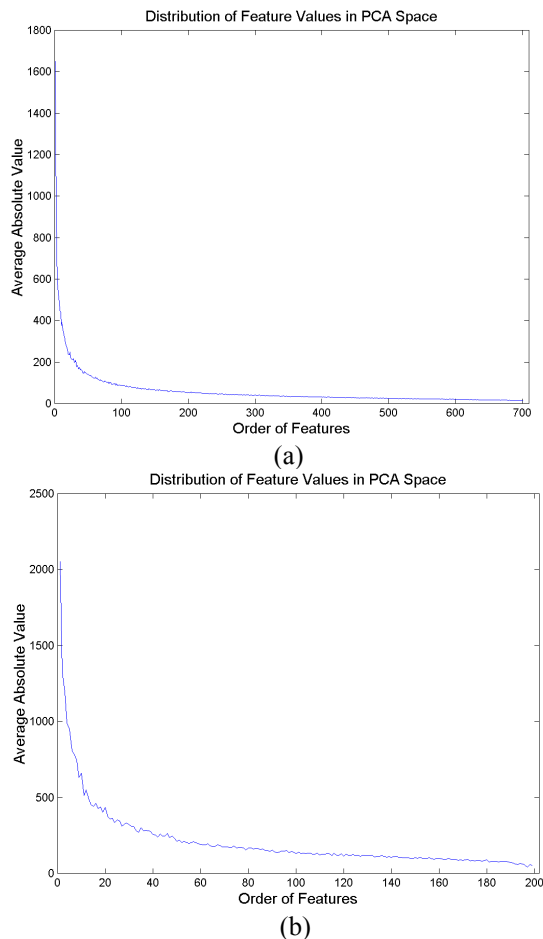 Distribution of Feature Values in PCA Space
1800
1600
1400
1200
1000
800
600
400
200
0
Average Absolute Value
0 100 200 300 400 500 600 700
Order of Features
(a)
Distribution of Feature Values in PCA Space
2500
2000
1500
1000
500
0
Average Absolute Value
0 20 40 60 80 100 120 140 160 180 200
Order of Features
(b)